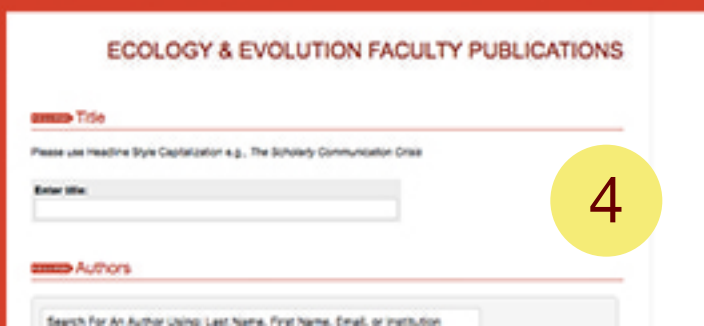 ECOLOGY & EVOLUTION FACULTY PUBLICATIONS
Title
Please use Headline Style Capitalization e.g., The Scholarly Communication Crisis
Enter title:
4
Authors
Search For An Author Using: Last Name, First Name, Email, or Institution